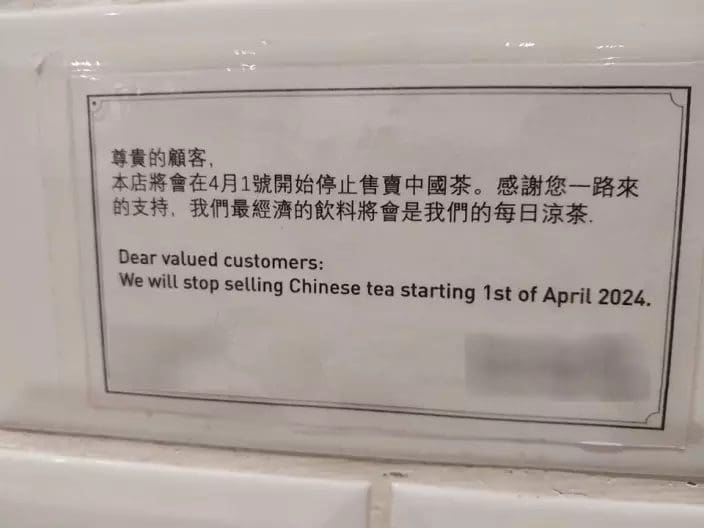 尊貴的顧客，
本店將會在4月1號開始停止售賣中國茶。感謝您一路來
的支持，我們最經濟的飲料將會是我們的每日涼茶.
Dear valued customers:
We will stop selling Chinese tea starting 1st of April 2024.